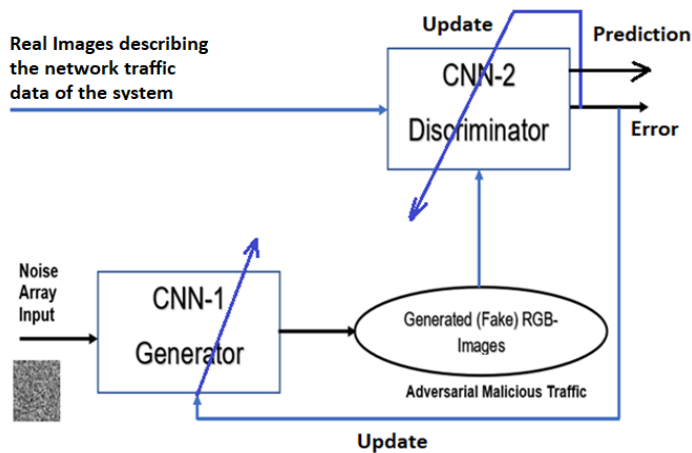 Real Images describing
the network traffic
data of the system
Update
Prediction
CNN-2
Discriminator
Error
Noise
Array
Input
CNN-1
Generator
Generated (Fake) RGB-
Images
Adversarial Malicious Traffic
Update